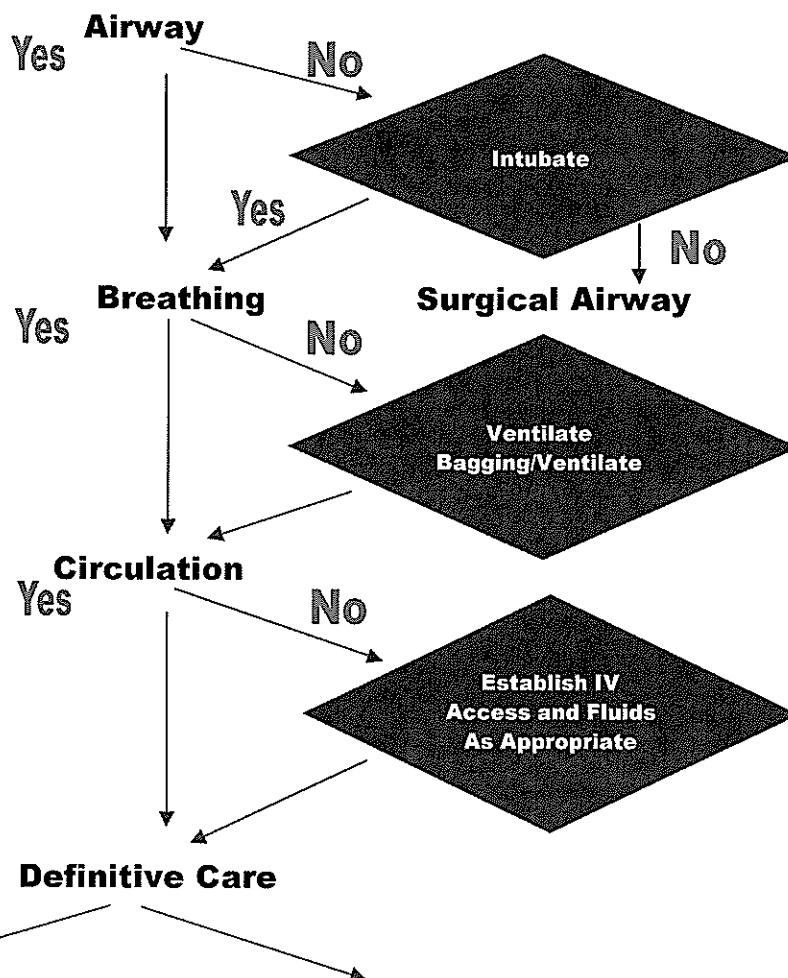 Airway
Yes
No
Intubate
Yes
No
Breathing
Surgical Airway
Yes
No
Ventilate
Bagging/Ventilate
Circulation
Yes
No
Establish IV
Access and Fluids
As Appropriate
Definitive Care